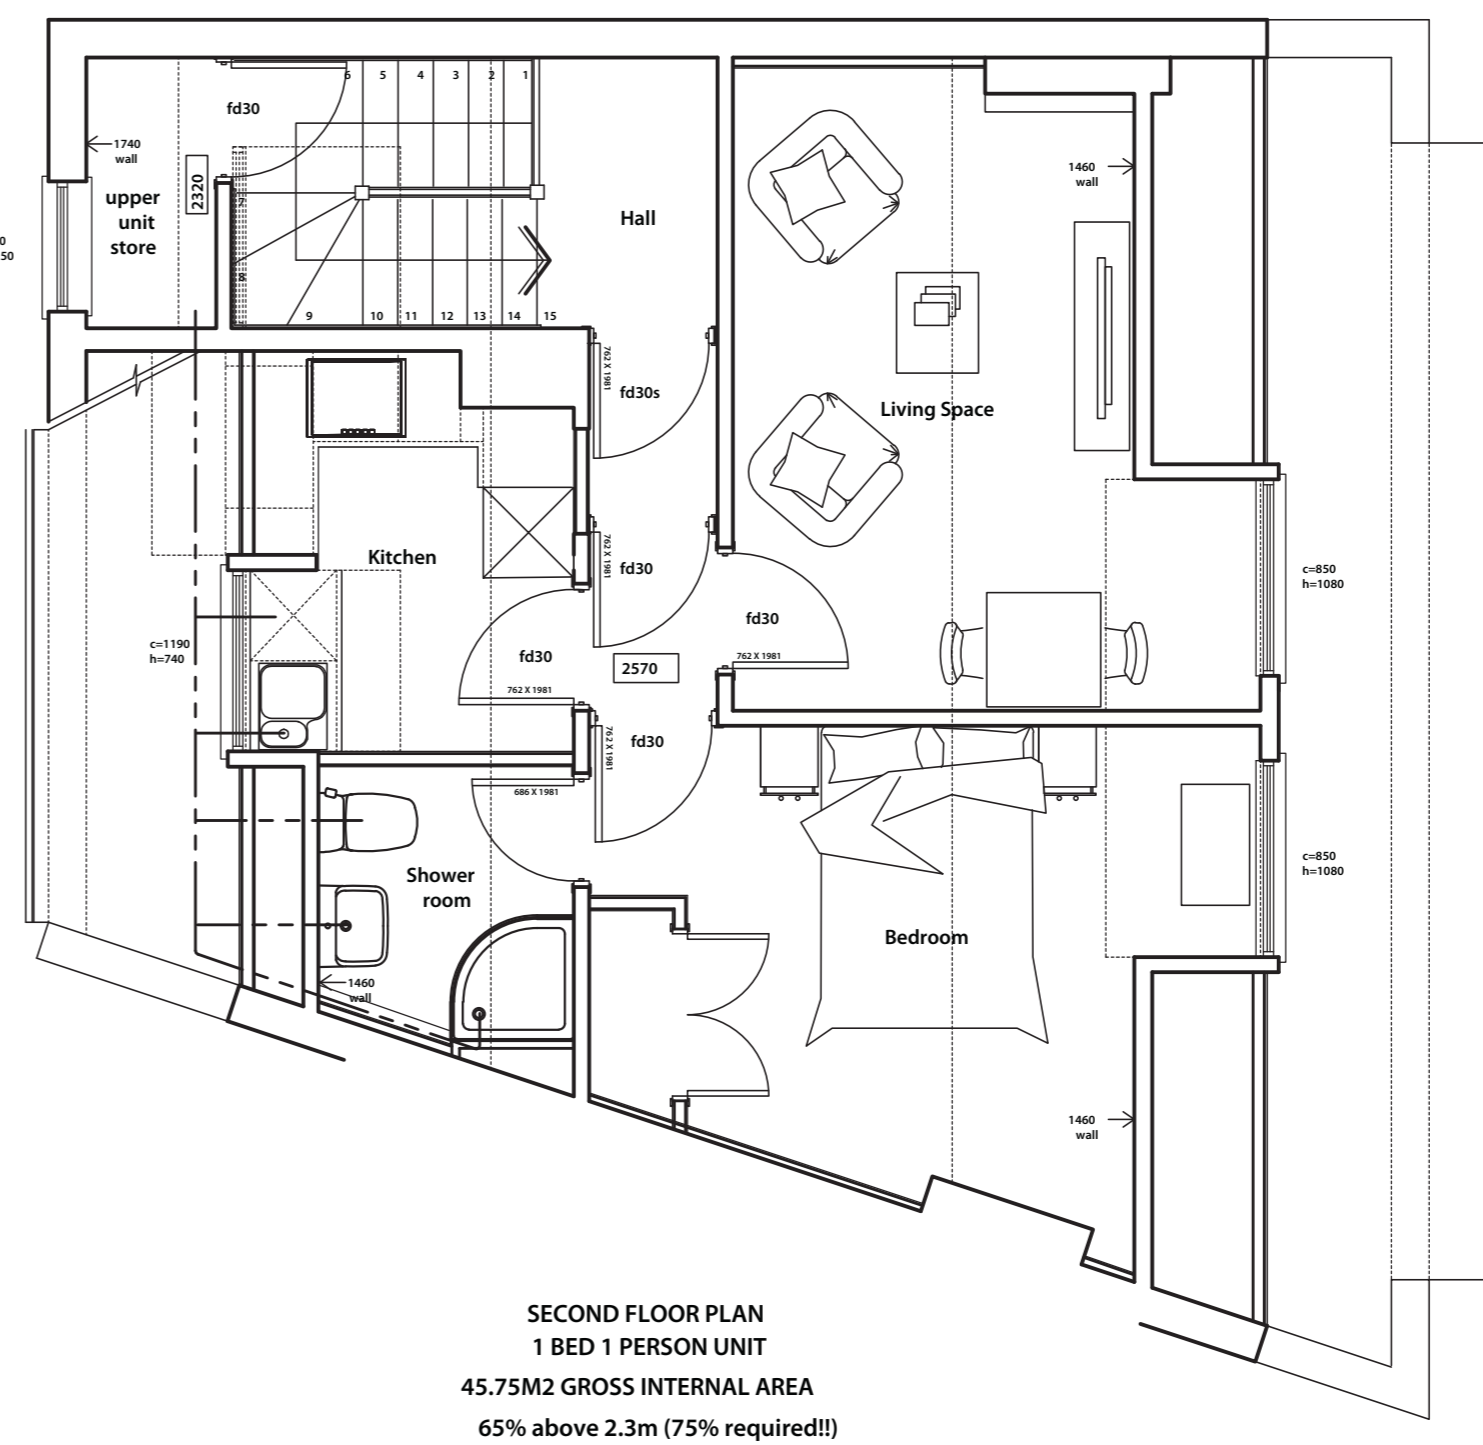 6 5 4 3 2 1
fd30
1740
wall
2320
upper
unit
store
Hall
1460
wall
7
8
9 10 11 12 13 14 15
0
50
762 X 1981
fd30s
Living Space
Kitchen
762 X 1981
fd30
c=850
h=1080
fd30
762 X 1981
c=1190
h=740
fd30
762 X 1981
2570
762 X 1981
fd30
686 X 1981
Shower
room
c=850
h=1080
Bedroom
1460
wall
1460
wall
SECOND FLOOR PLAN
1 BED 1 PERSON UNIT
45.75M2 GROSS INTERNAL AREA
65% above 2.3m (75% required!!)